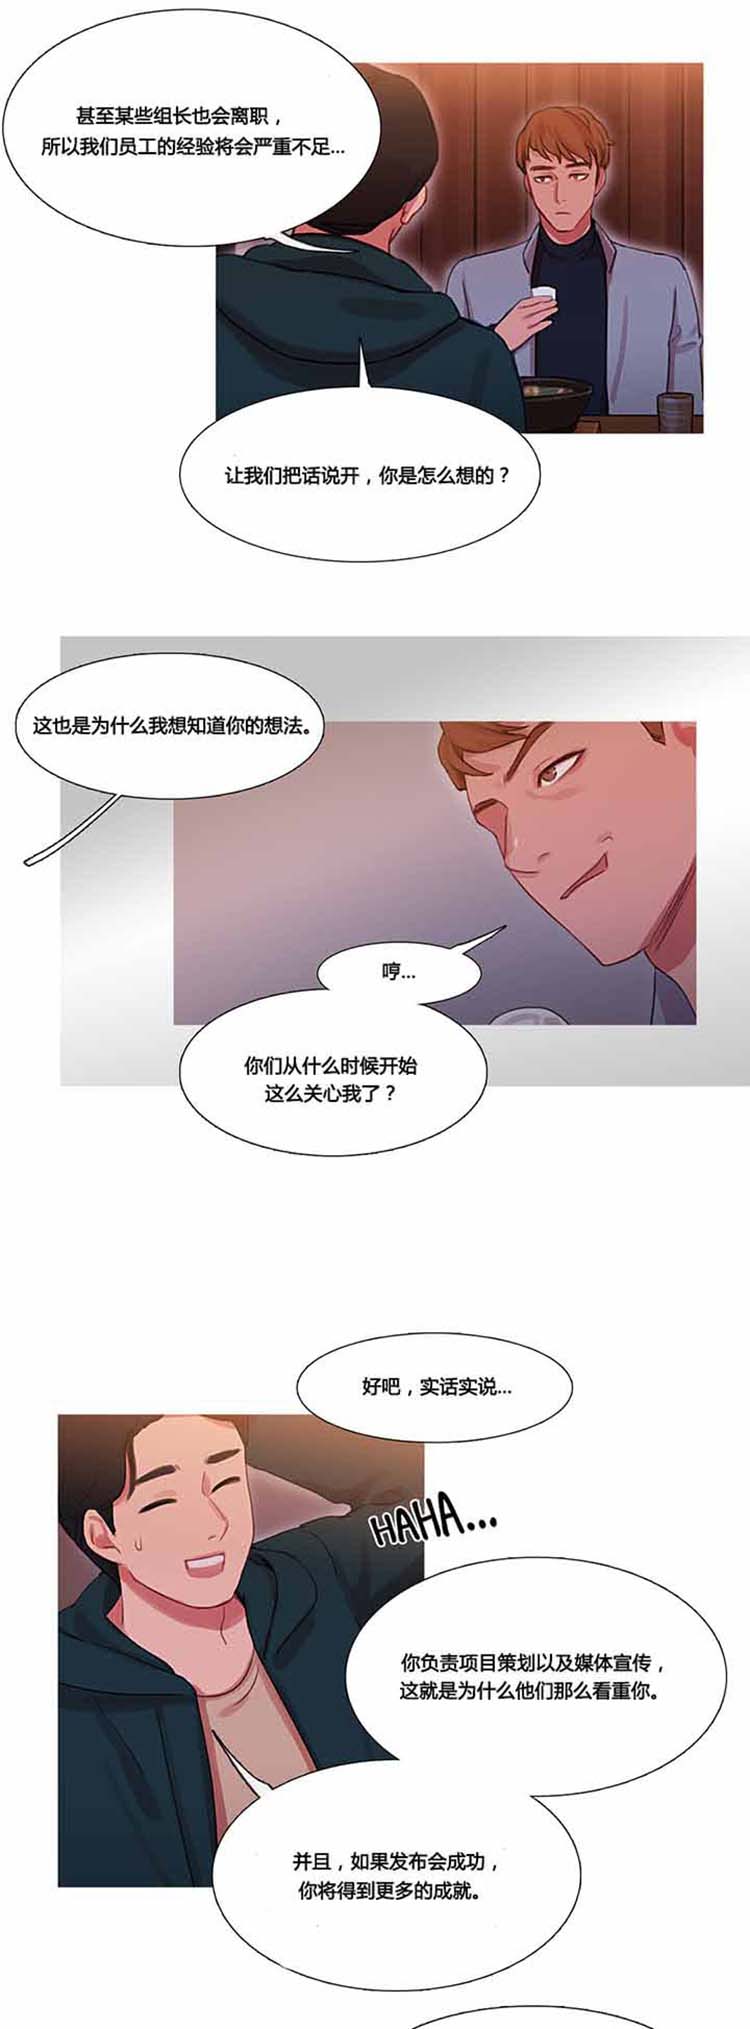 甚至某些组长也会离职，
所以我们员工的经验将会严重不足...
让我们把话说开，你是怎么想的？
这也是为什么我想知道你的想法。
哼...
你们从什么时候开始
这么关心我了？
好吧，实话实说...
HAHA...
你负责项目策划以及媒体宣传，
这就是为什么他们那么看重你。
并且，如果发布会成功，
你将得到更多的成就。